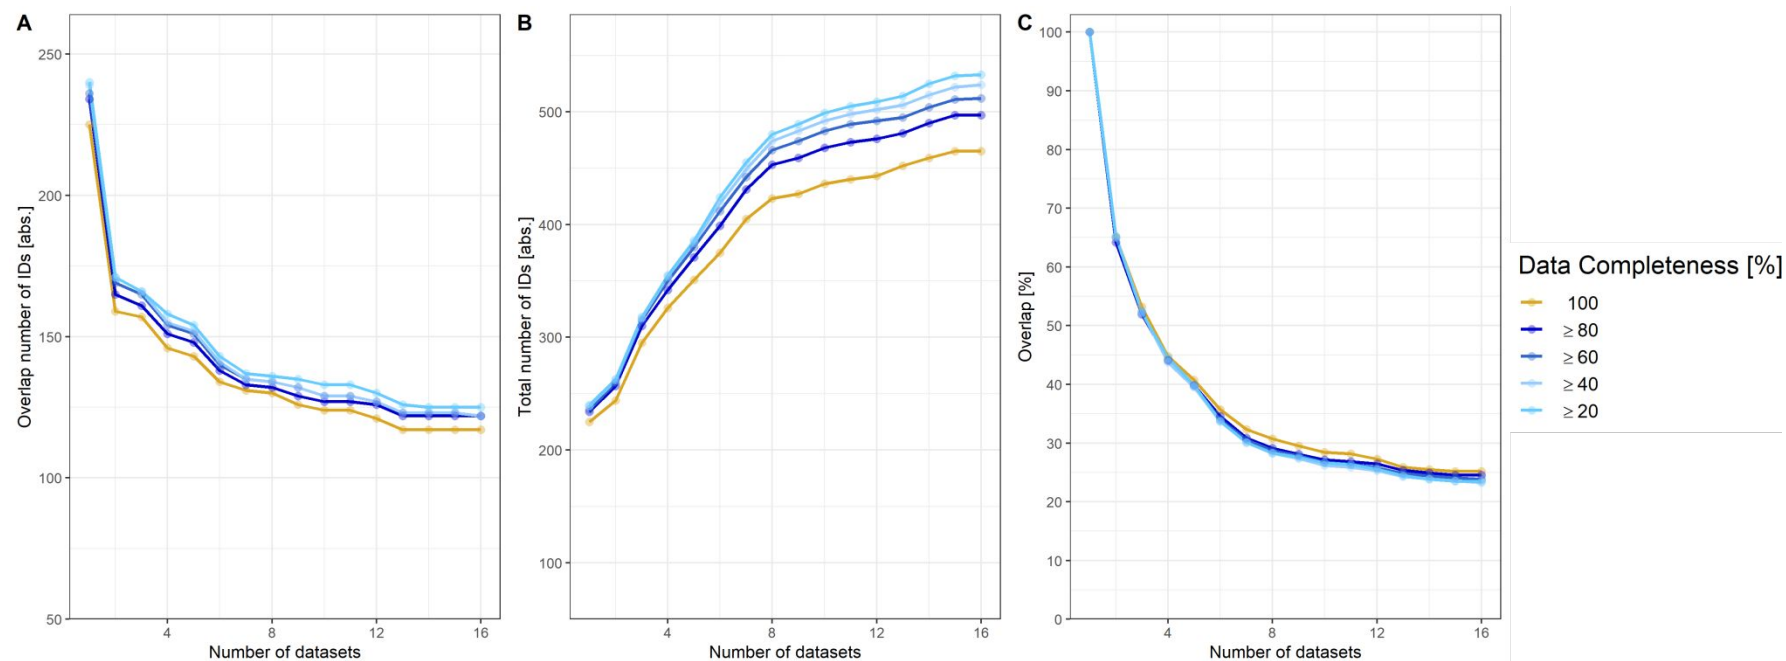 A
Overlap number of IDs [abs.]
250
200
150
100
50
4 8 12 16
Number of datasets
B
Total number of IDs [abs.]
500
400
300
200
100
4 8 12 16
Number of datasets
C
Overlap [%]
100
90
80
70
60
50
40
30
20
10
0
4 8 12 16
Number of datasets
Data Completeness [%]
100
≥ 80
≥ 60
≥ 40
≥ 20